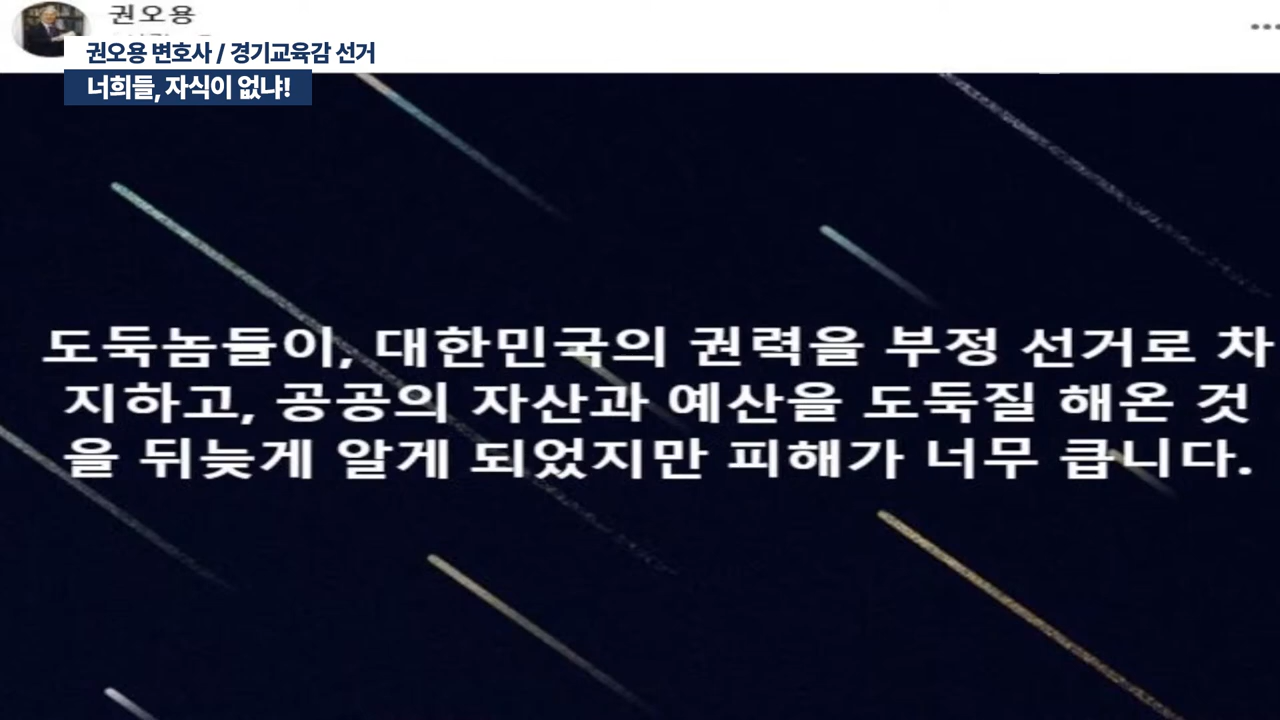 권오용
권오용 변호사 / 경기교육감 선거
너희들, 자식이 없냐!
도둑놈들이, 대한민국의 권력을 부정 선거로 차
지하고, 공공의 자산과 예산을 도둑질 해온 것
을 뒤늦게 알게 되었지만 피해가 너무 큽니다.